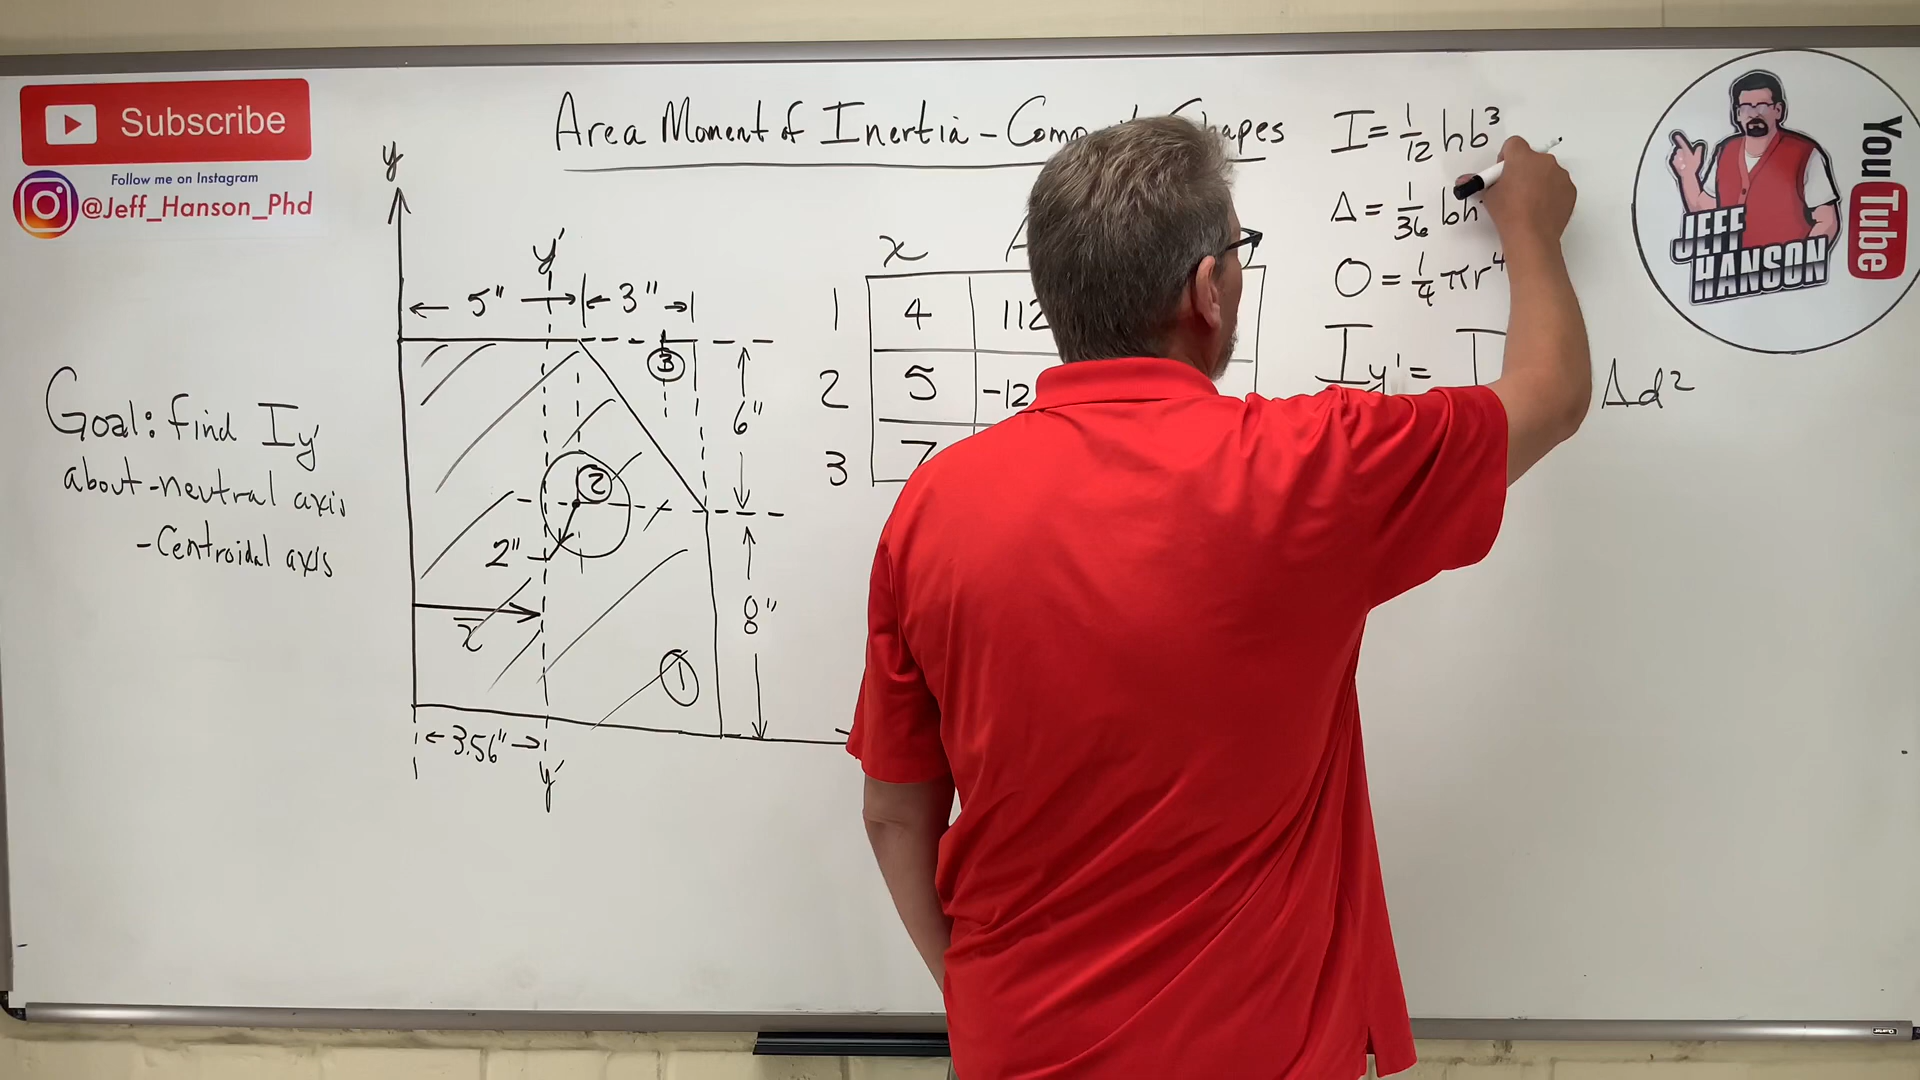 Subscribe
Follow me on Instagram
@Jeff_Hanson_Phd
Area Moment of Inertia - Shapes
I = 1/12 hb³
Δ = 1/36 bh
O = 1/4 πr⁴
Iy' = I
Ad²
Goal: find Iy'
about-neutral axis
- Centroidal axis
y
y'
5"
3"
3
6"
2
2"
8"
x̄
1
3.56"
y'
x
1 4 112
2 5 -12
3 7
JEFF
HANSON
YouTube